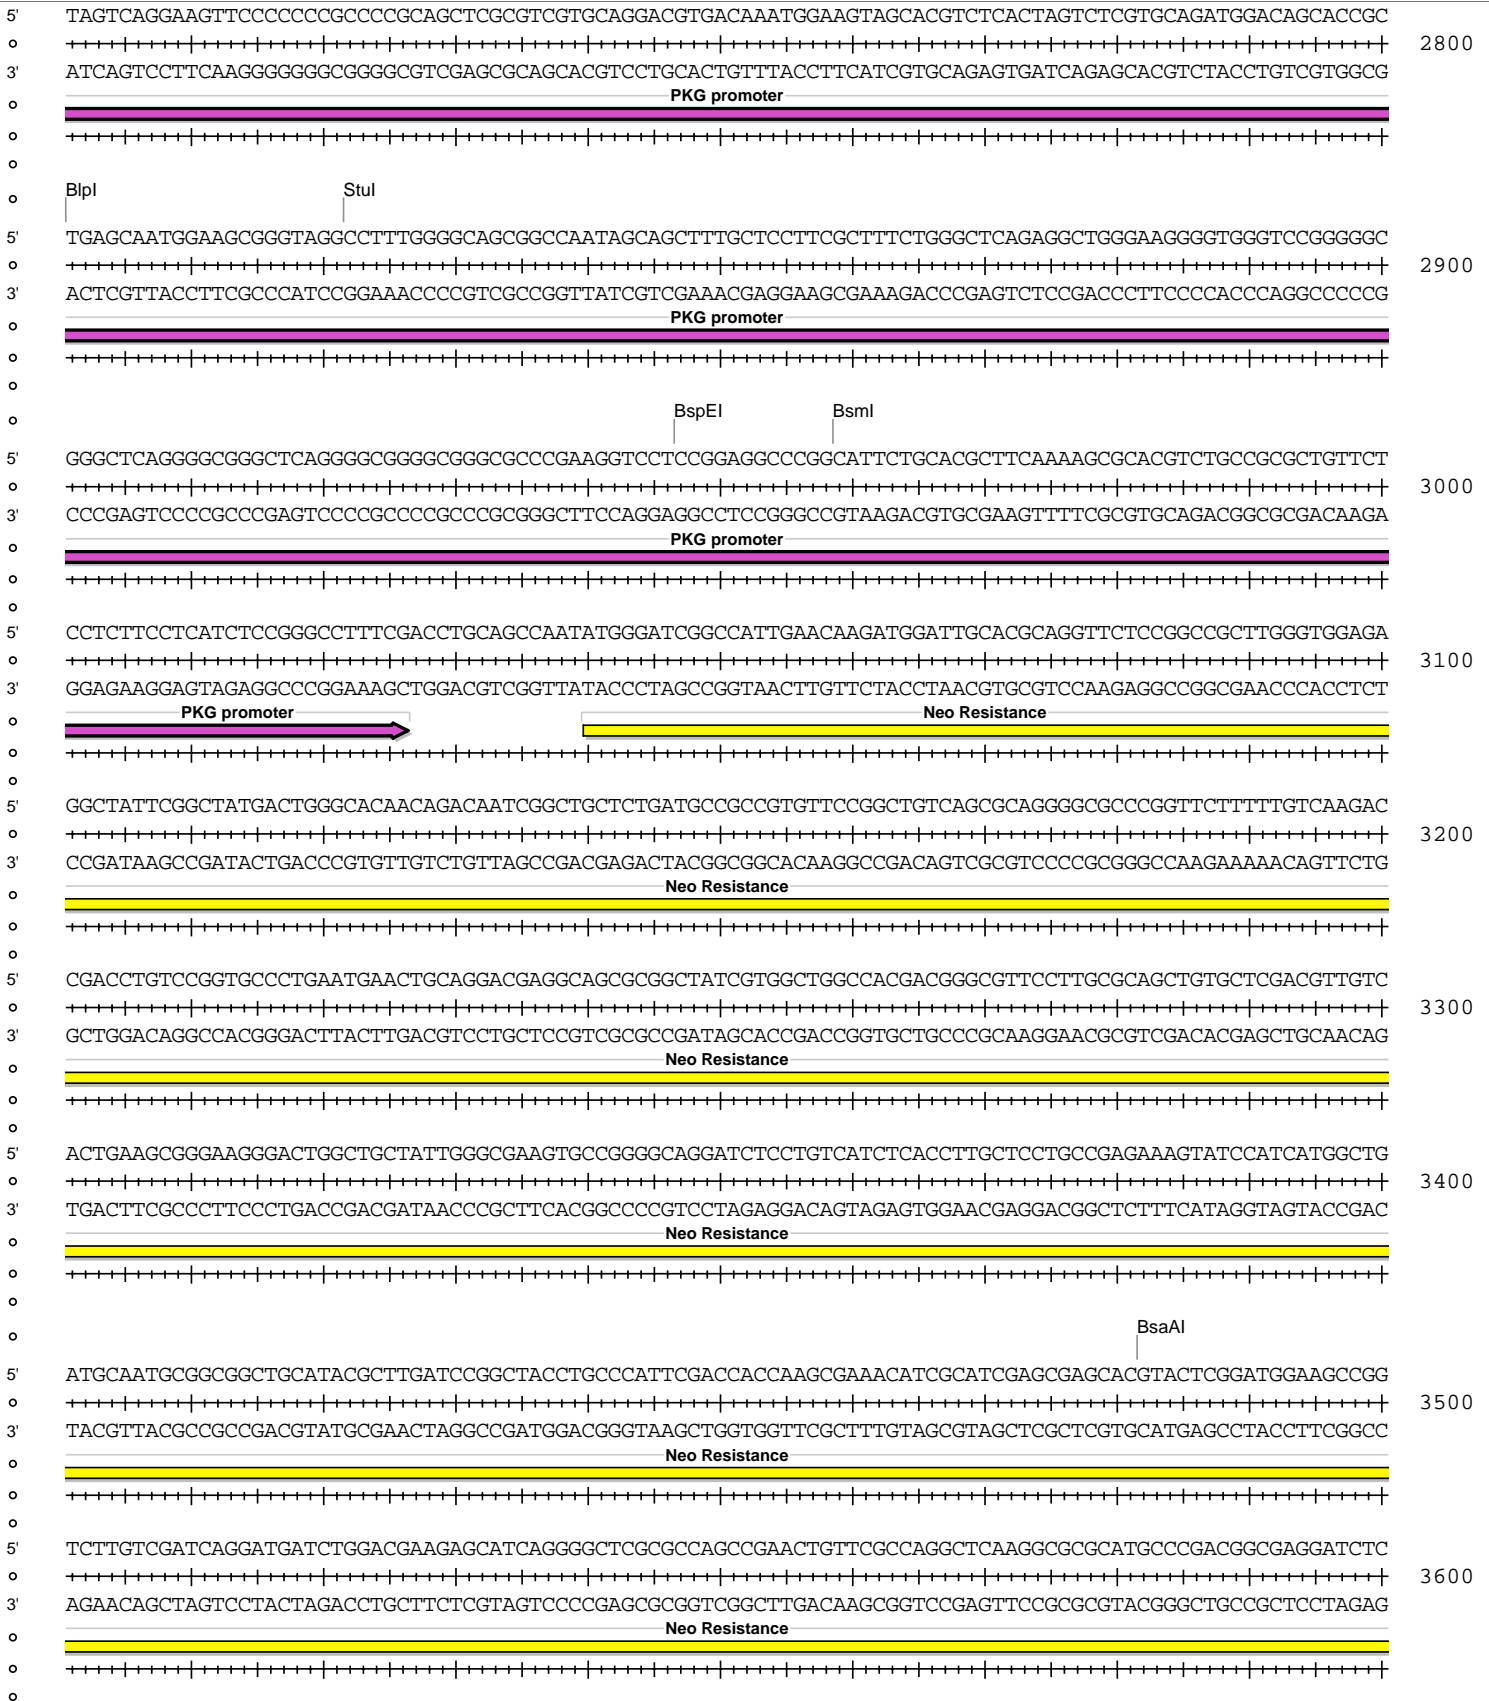 5' TAGTCAGGAAGTTCCCCCCCGCCCCGCAGCTCGCGTCGTGCAGGACGTGACAAATGGAAGTAGCACGTCTCACTAGTCTCGTGCAGATGGACAGCACCGC
2800
3' ATCAGTCCTTCAAGGGGGGGCGGGGCGTCGAGCGCAGCACGTCCTGCACTGTTTACCTTCATCGTGCAGAGTGATCAGAGCACGTCTACCTGTCGTGGCG
PKG promoter
BlpI StuI
5' TGAGCAATGGAAGCGGGTAGGCCTTTGGGGCAGCGGCCAATAGCAGCTTTGCTCCTTCGCTTTCTGGGCTCAGAGGCTGGGAAGGGGTGGGTCCGGGGGC
2900
3' ACTCGTTACCTTCGCCCATCCGGAAACCCCGTCGCCGGTTATCGTCGAAACGAGGAAGCGAAAGACCCGAGTCTCCGACCCTTCCCCACCCAGGCCCCCG
PKG promoter
BspEI BsmI
5' GGGCTCAGGGGCGGGCTCAGGGGCGGGGCGGGCGCCCGAAGGTCCTCCGGAGGCCCGGCATTCTGCACGCTTCAAAAGCGCACGTCTGCCGCGCTGTTCT
3000
3' CCCGAGTCCCCGCCCGAGTCCCCGCCCCGCCCGCGGGCTTCCAGGAGGCCTCCGGGCCGTAAGACGTGCGAAGTTTTCGCGTGCAGACGGCGCGACAAGA
PKG promoter
5' CCTCTTCCTCATCTCCGGGCCTTTCGACCTGCAGCCAATATGGGATCGGCCATTGAACAAGATGGATTGCACGCAGGTTCTCCGGCCGCTTGGGTGGAGA
3100
3' GGAGAAGGAGTAGAGGCCCGGAAAGCTGGACGTCGGTTATACCCTAGCCGGTAACTTGTTCTACCTAACGTGCGTCCAAGAGGCCGGCGAACCCACCTCT
PKG promoter Neo Resistance
5' GGCTATTCGGCTATGACTGGGCACAACAGACAATCGGCTGCTCTGATGCCGCCGTGTTCCGGCTGTCAGCGCAGGGGCGCCCGGTTCTTTTTGTCAAGAC
3200
3' CCGATAAGCCGATACTGACCCGTGTTGTCTGTTAGCCGACGAGACTACGGCGGCACAAGGCCGACAGTCGCGTCCCCGCGGGCCAAGAAAAACAGTTCTG
Neo Resistance
5' CGACCTGTCCGGTGCCCTGAATGAACTGCAGGACGAGGCAGCGCGGCTATCGTGGCTGGCCACGACGGGCGTTCCTTGCGCAGCTGTGCTCGACGTTGTC
3300
3' GCTGGACAGGCCACGGGACTTACTTGACGTCCTGCTCCGTCGCGCCGATAGCACCGACCGGTGCTGCCCGCAAGGAACGCGTCGACACGAGCTGCAACAG
Neo Resistance
5' ACTGAAGCGGGAAGGGACTGGCTGCTATTGGGCGAAGTGCCGGGGCAGGATCTCCTGTCATCTCACCTTGCTCCTGCCGAGAAAGTATCCATCATGGCTG
3400
3' TGACTTCGCCCTTCCCTGACCGACGATAACCCGCTTCACGGCCCCGTCCTAGAGGACAGTAGAGTGGAACGAGGACGGCTCTTTCATAGGTAGTACCGAC
Neo Resistance
BsaAI
5' ATGCAATGCGGCGGCTGCATACGCTTGATCCGGCTACCTGCCCATTCGACCACCAAGCGAAACATCGCATCGAGCGAGCACGTACTCGGATGGAAGCCGG
3500
3' TACGTTACGCCGCCGACGTATGCGAACTAGGCCGATGGACGGGTAAGCTGGTGGTTCGCTTTGTAGCGTAGCTCGCTCGTGCATGAGCCTACCTTCGGCC
Neo Resistance
5' TCTTGTCGATCAGGATGATCTGGACGAAGAGCATCAGGGGCTCGCGCCAGCCGAACTGTTCGCCAGGCTCAAGGCGCGCATGCCCGACGGCGAGGATCTC
3600
3' AGAACAGCTAGTCCTACTAGACCTGCTTCTCGTAGTCCCCGAGCGCGGTCGGCTTGACAAGCGGTCCGAGTTCCGCGCGTACGGGCTGCCGCTCCTAGAG
Neo Resistance